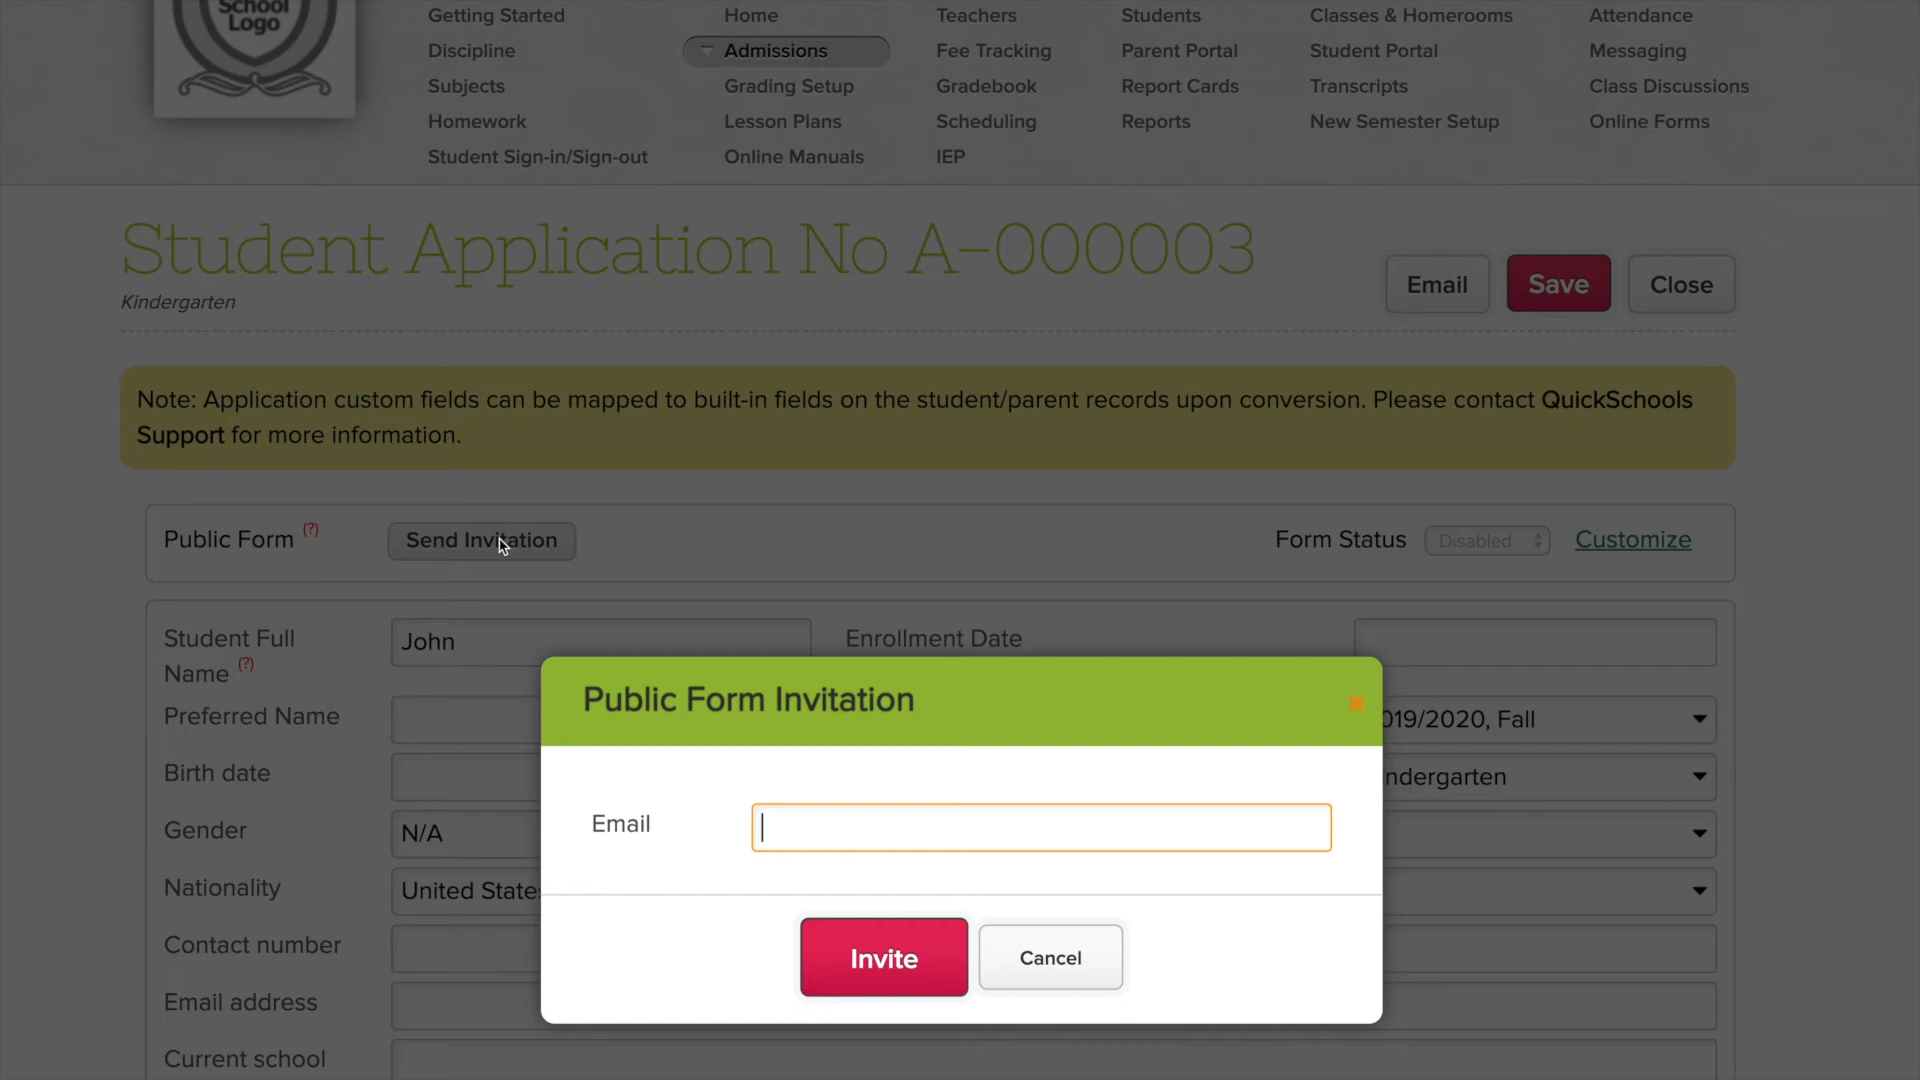 School
Logo
Getting Started Home Teachers Students Classes & Homerooms Attendance
Discipline Admissions Fee Tracking Parent Portal Student Portal Messaging
Subjects Grading Setup Gradebook Report Cards Transcripts Class Discussions
Homework Lesson Plans Scheduling Reports New Semester Setup Online Forms
Student Sign-in/Sign-out Online Manuals IEP
Student Application No A-000003
Kindergarten
Email Save Close
Note: Application custom fields can be mapped to built-in fields on the student/parent records upon conversion. Please contact QuickSchools
Support for more information.
Public Form (?) Send Invitation Form Status Disabled Customize
Student Full John Enrollment Date
Name (?)
Public Form Invitation
Preferred Name 019/2020, Fall
Birth date ndergarten
Email
Gender N/A
Nationality United States
Contact number
Invite Cancel
Email address
Current school